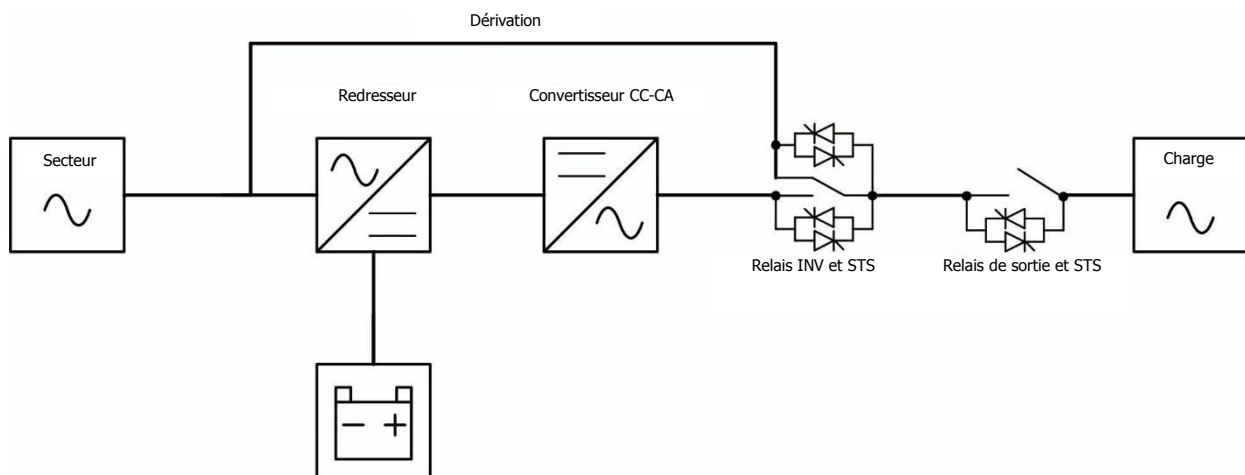 Dérivation
Redresseur
Convertisseur CC-CA
Secteur
Charge
Relais INV et STS
Relais de sortie et STS